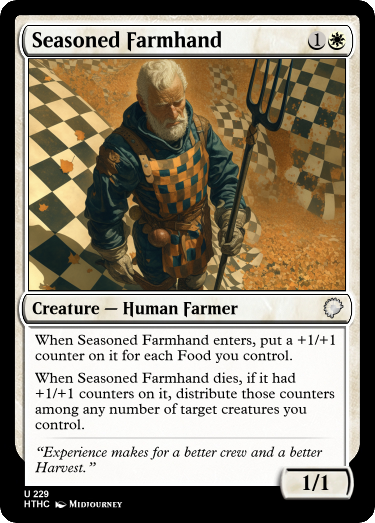 Seasoned Farmhand 1
Creature — Human Farmer
When Seasoned Farmhand enters, put a +1/+1
counter on it for each Food you control.
When Seasoned Farmhand dies, if it had
+1/+1 counters on it, distribute those counters
among any number of target creatures you
control.
“Experience makes for a better crew and a better
Harvest.”
1/1
U 229
HTHC Midjourney